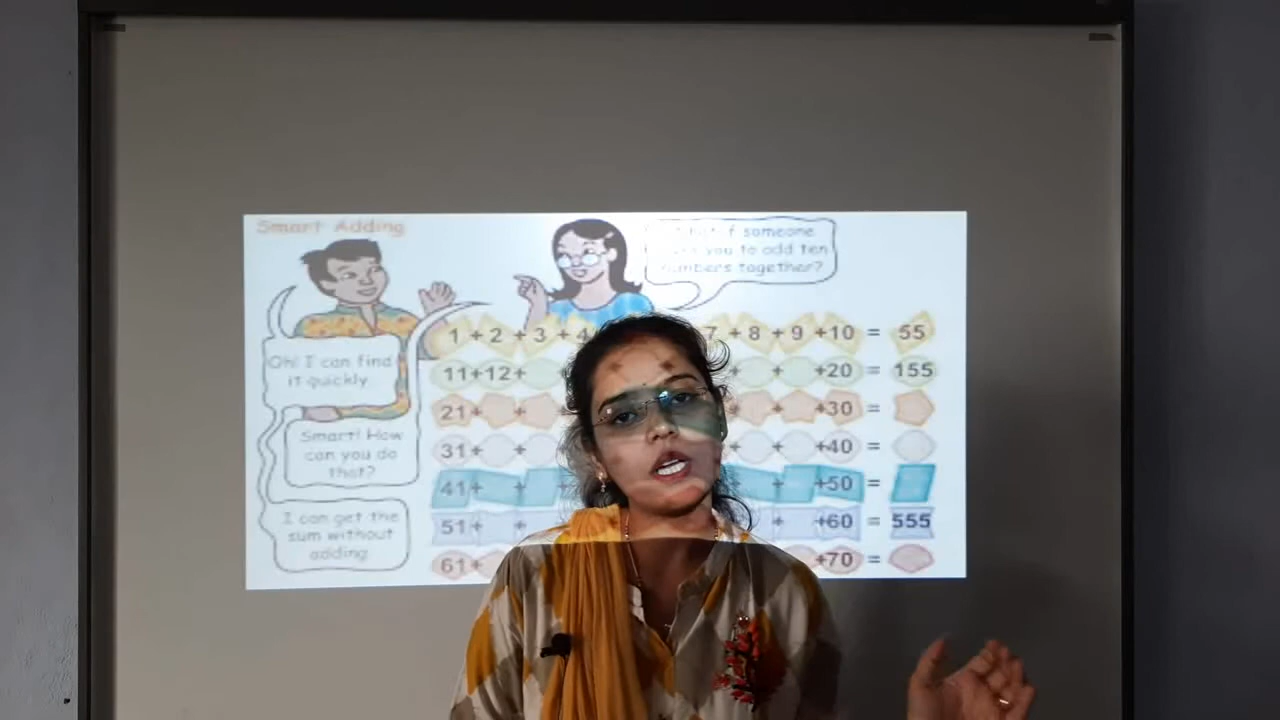 Smart Adding
if someone
you to add ten
numbers together?
Oh! I can find
it quickly
Smart! How
can you do
that?
I can get the
sum without
adding
1 + 2 + 3 + 4 7 + 8 + 9 +10 = 55
11+12+ + +20 = 155
21+ + + +30 =
31+ + + + +40 =
41+ + + +50 =
51+ + + +60 = 555
61+ +70 =